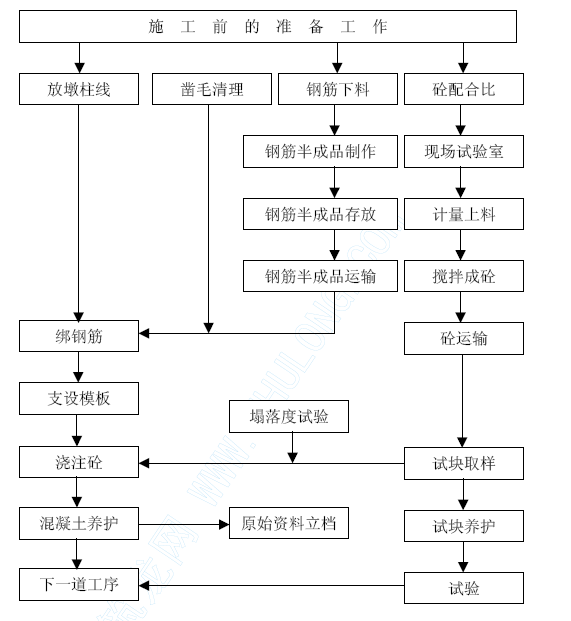 施工前的准备工作
放墩柱线
凿毛清理
钢筋下料
砼配合比
钢筋半成品制作
现场试验室
钢筋半成品存放
计量上料
钢筋半成品运输
搅拌成砼
绑钢筋
砼运输
支设模板
塌落度试验
浇注砼
试块取样
混凝土养护
原始资料立档
试块养护
下一道工序
试验